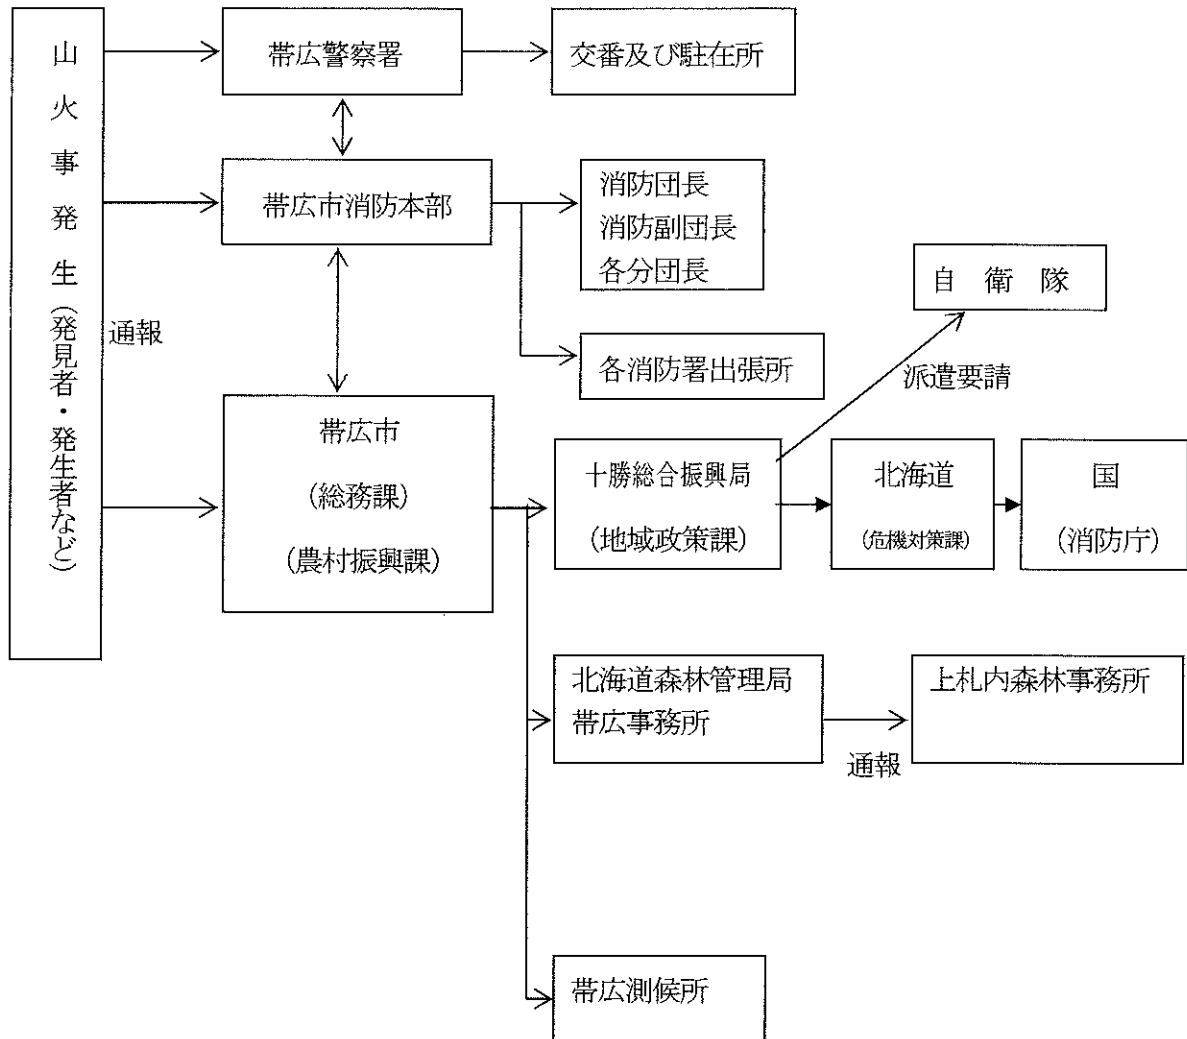 山火事発生(発見者・発生者など)
通報
帯広警察署
交番及び駐在所
帯広市消防本部
消防団長
消防副団長
各分団長
各消防署出張所
自衛隊
派遣要請
帯広市
(総務課)
(農村振興課)
十勝総合振興局
(地域政策課)
北海道
(危機対策課)
国
(消防庁)
北海道森林管理局
帯広事務所
通報
上札内森林事務所
帯広測候所